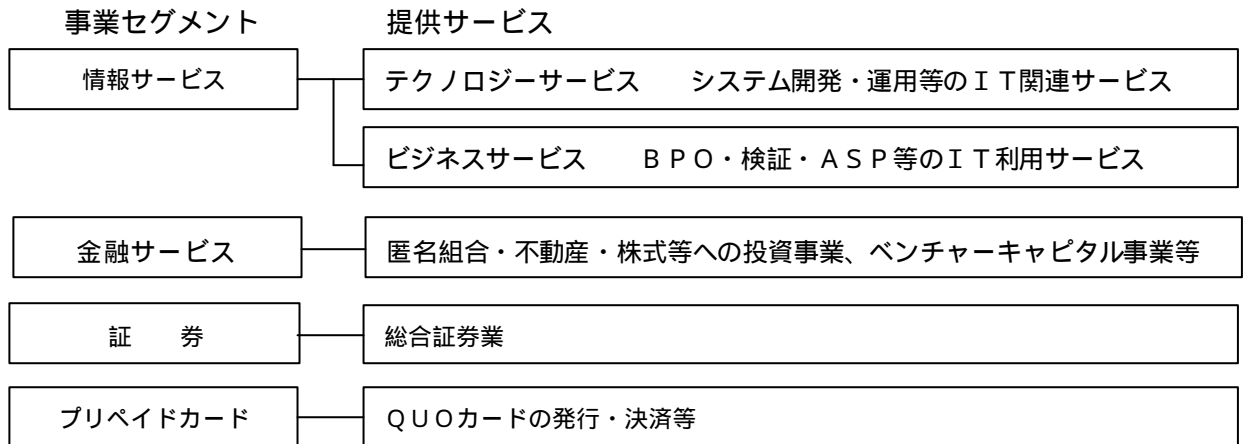 事業セグメント　提供サービス
情報サービス　テクノロジーサービス　システム開発・運用等のＩＴ関連サービス
ビジネスサービス　ＢＰＯ・検証・ＡＳＰ等のＩＴ利用サービス
金融サービス　匿名組合・不動産・株式等への投資事業、ベンチャーキャピタル事業等
証　券　総合証券業
プリペイドカード　ＱＵＯカードの発行・決済等